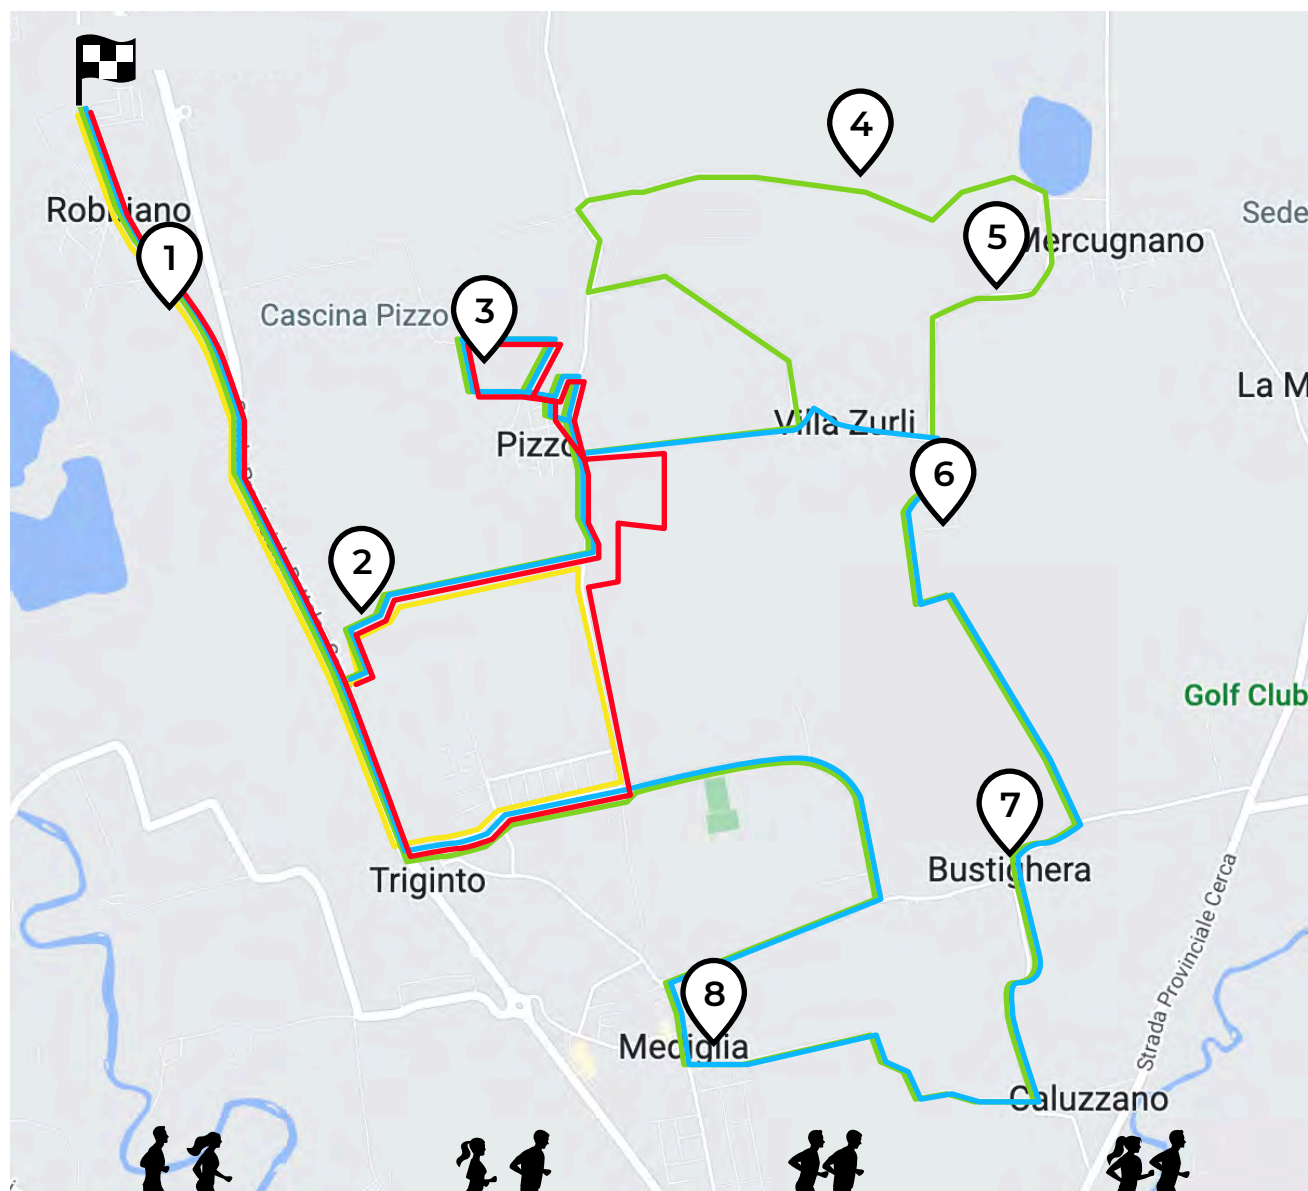 4
Robbiano
Sede
5
Mercugnano
1
3
Cascina Pizzo
La M
Villa Zurli
Pizzo
6
2
Golf Club
7
Bustighera
Triginto
Strada Provinciale Cerca
8
Mediglia
Caluzzano